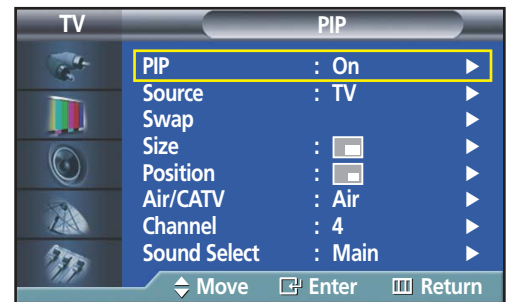 TV PIP
PIP : On
Source : TV
Swap
Size :
Position :
Air/CATV : Air
Channel : 4
Sound Select : Main
Move Enter Return